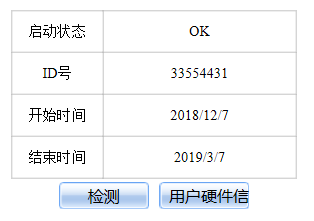 启动状态 OK
ID号 33554431
开始时间 2018/12/7
结束时间 2019/3/7
检测 用户硬件信